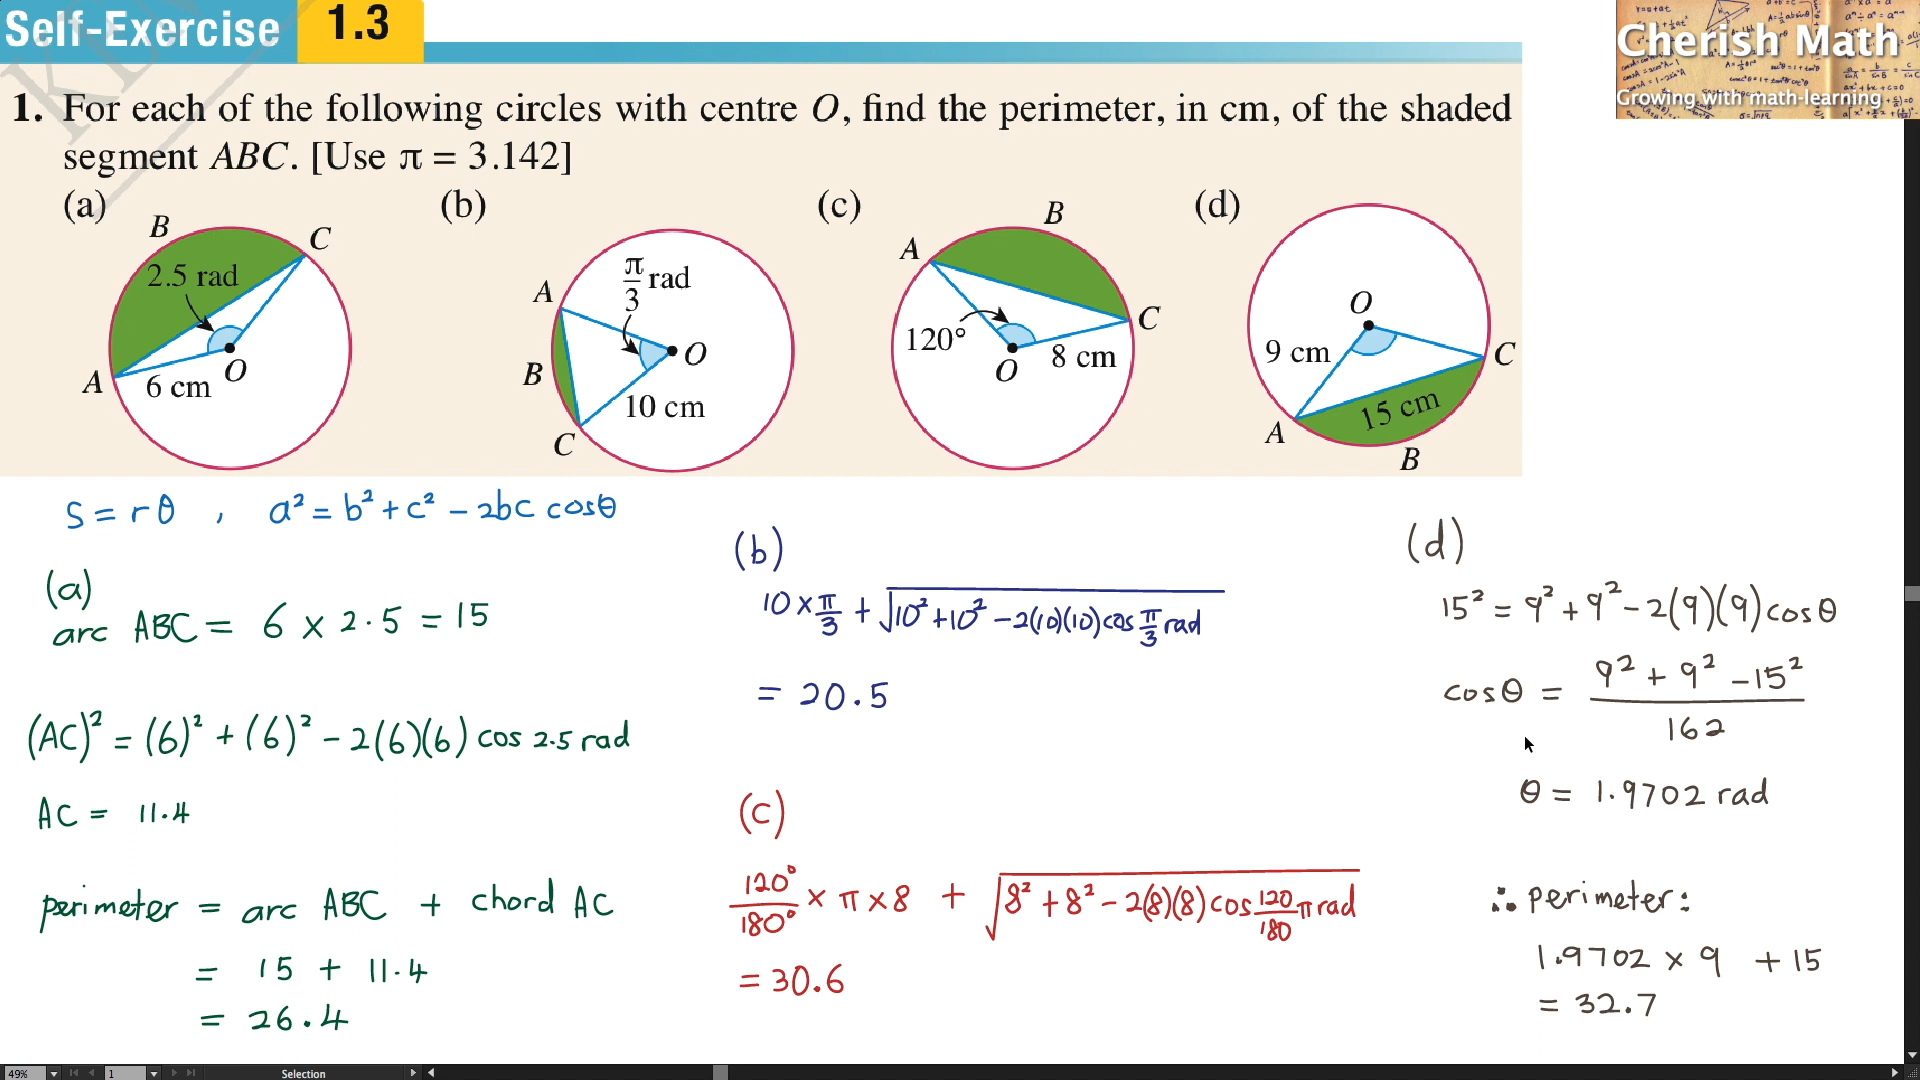 Self-Exercise 1.3
Cherish Math
Growing with math-learning
1. For each of the following circles with centre O, find the perimeter, in cm, of the shaded
segment ABC. [Use π = 3.142]
(a)
B
C
2.5 rad
A
6 cm
O
(b)
π/3 rad
A
O
B
10 cm
C
(c)
B
A
120°
C
O
8 cm
(d)
O
9 cm
C
15 cm
A
B
s = rθ , a² = b² + c² - 2bc cosθ
(a)
arc ABC = 6 × 2.5 = 15
(AC)² = (6)² + (6)² - 2(6)(6) cos 2.5 rad
AC = 11.4
perimeter = arc ABC + chord AC
= 15 + 11.4
= 26.4
(b)
10 × π/3 + √(10² + 10² - 2(10)(10) cos π/3 rad)
= 20.5
(c)
120°/180° × π × 8 + √(8² + 8² - 2(8)(8) cos 120/180 π rad)
= 30.6
(d)
15² = 9² + 9² - 2(9)(9) cosθ
cosθ = (9² + 9² - 15²)/162
θ = 1.9702 rad
∴ perimeter:
1.9702 × 9 + 15
= 32.7
49%
1
Selection